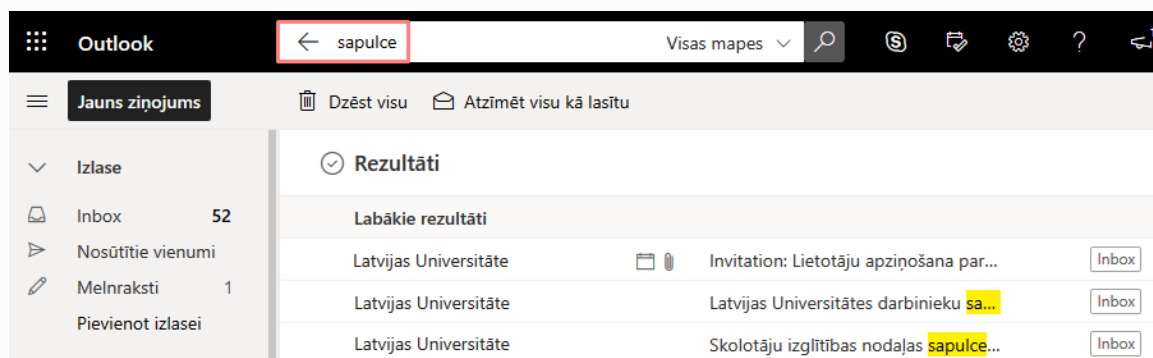 Outlook
sapulce
Visas mapes
Jauns ziņojums
Dzēst visu
Atzīmēt visu kā lasītu
Izlase
Rezultāti
Inbox 52
Labākie rezultāti
Nosūtītie vienumi
Latvijas Universitāte Invitation: Lietotāju apziņošana par... Inbox
Melnraksti 1
Latvijas Universitāte Latvijas Universitātes darbinieku sa... Inbox
Pievienot izlasei
Latvijas Universitāte Skolotāju izglītības nodaļas sapulce... Inbox